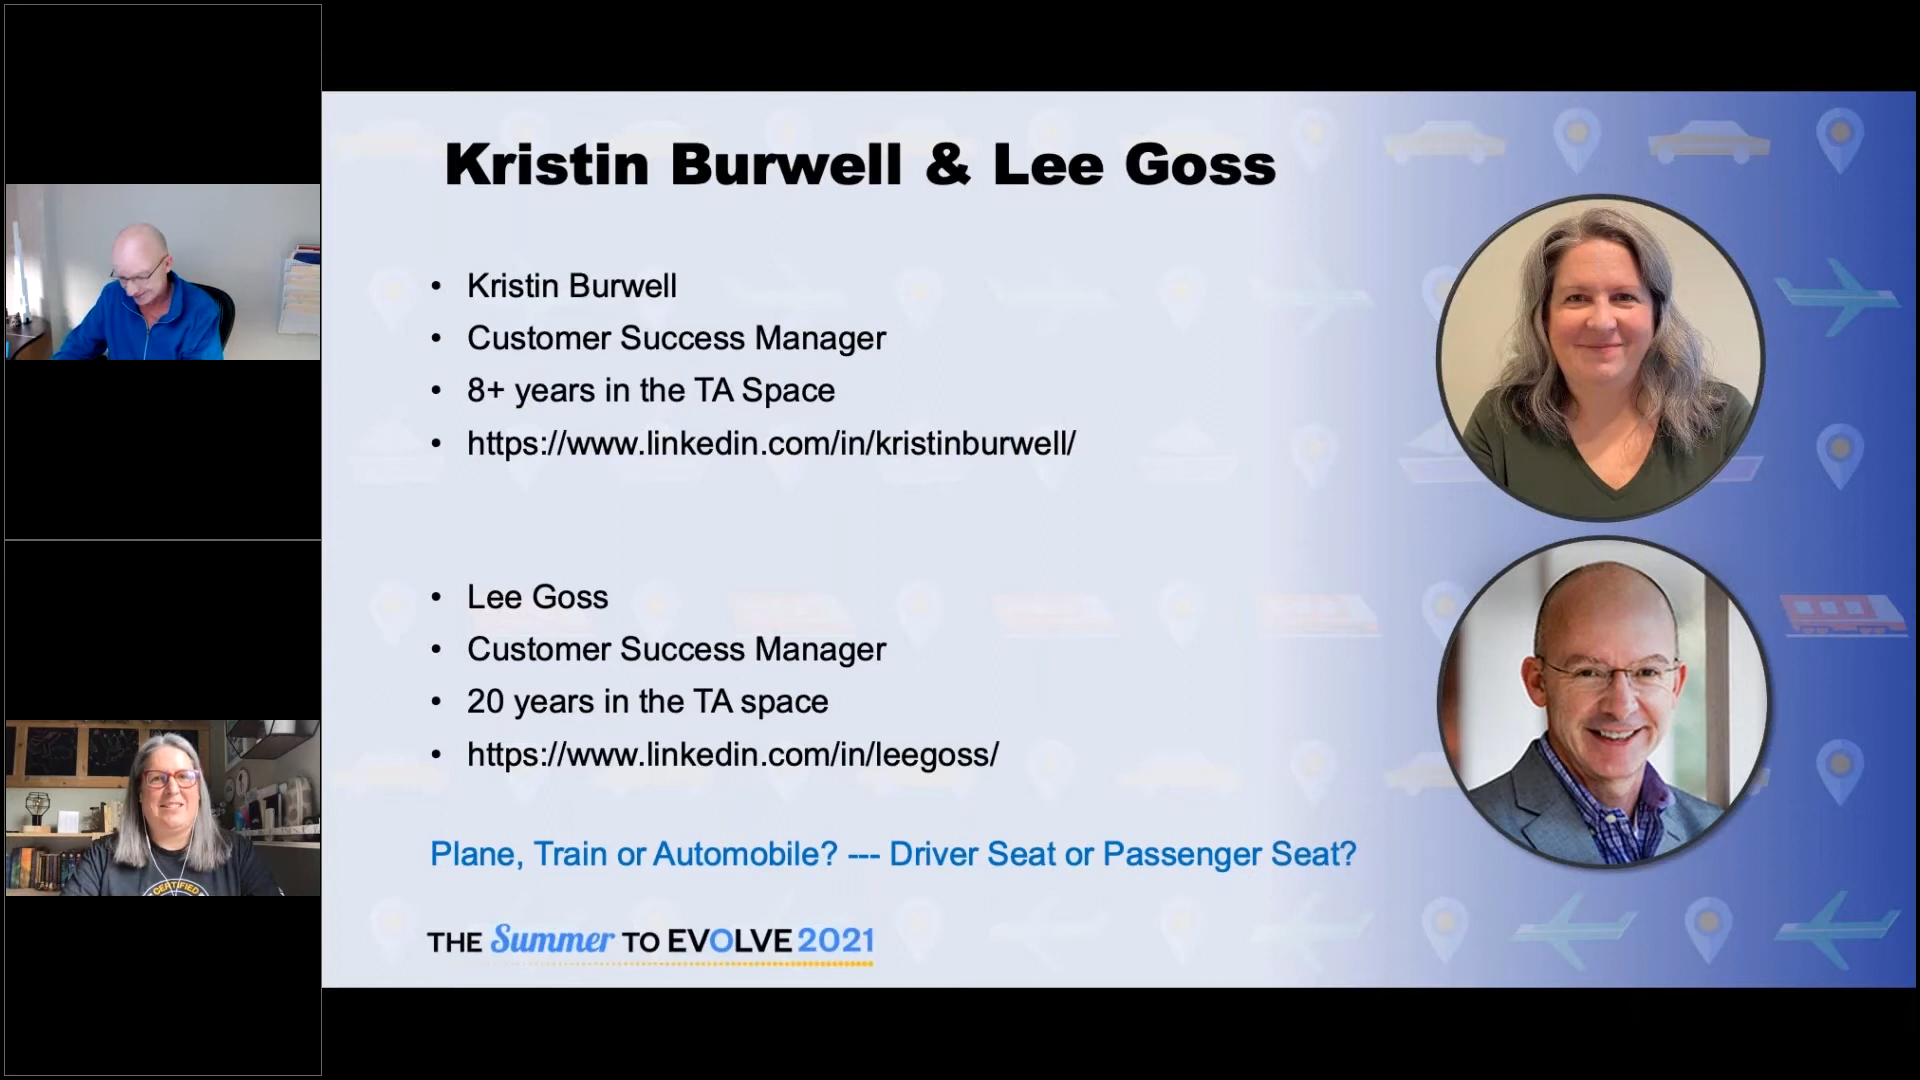 Kristin Burwell & Lee Goss
• Kristin Burwell
• Customer Success Manager
• 8+ years in the TA Space
• https://www.linkedin.com/in/kristinburwell/
• Lee Goss
• Customer Success Manager
• 20 years in the TA space
• https://www.linkedin.com/in/leegoss/
Plane, Train or Automobile? --- Driver Seat or Passenger Seat?
THE Summer TO EVOLVE 2021
CERTIFIED